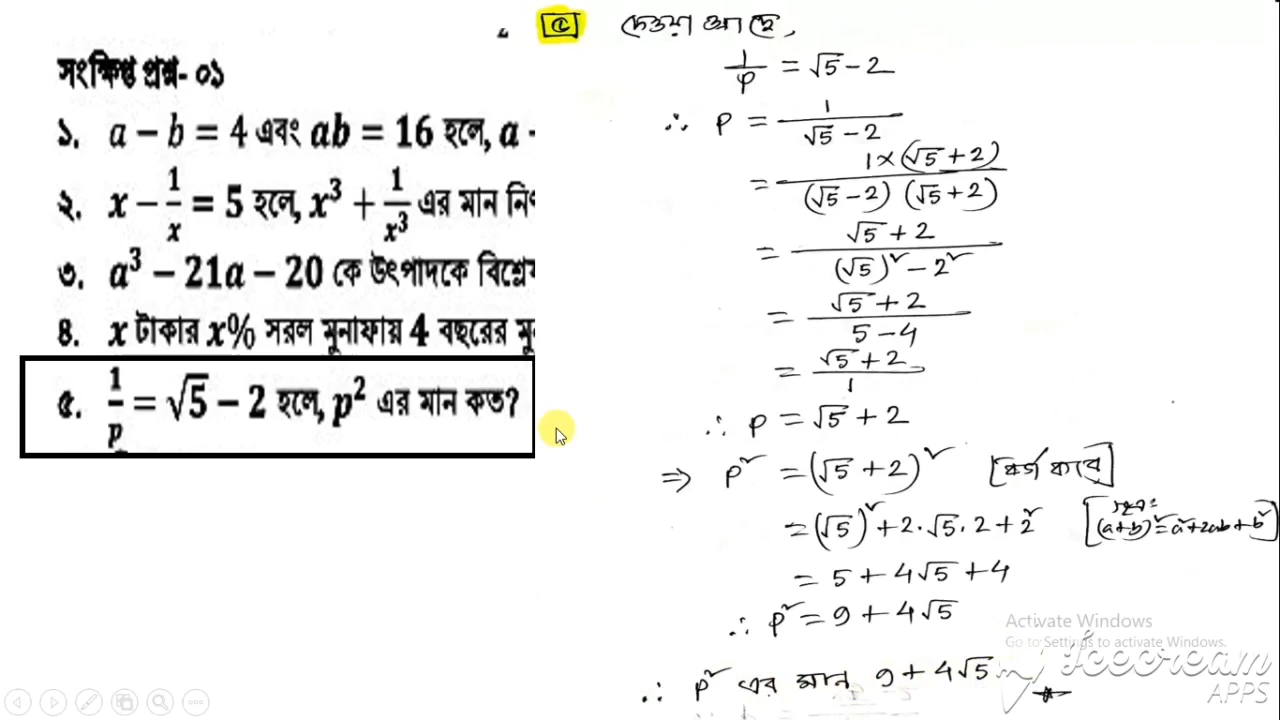 সংক্ষিপ্ত প্রশ্ন- ০১
১. a − b = 4 এবং ab = 16 হলে, a -
২. x − 1/x = 5 হলে, x³ + 1/x³ এর মান
৩. a³ − 21a − 20 কে উৎপাদকে
৪. x টাকার x% সরল মুনাফায় 4 বছরের
৫. 1/p = √5 − 2 হলে, p² এর মান কত?
৫ দেওয়া আছে,
1/p = √5 − 2
∴ p = 1/(√5 − 2)
= 1×(√5 + 2)/(√5 − 2) (√5 + 2)
= (√5 + 2)/((√5)² − 2²)
= (√5 + 2)/(5 − 4)
= (√5 + 2)/1
∴ p = √5 + 2
⇒ p² = (√5 + 2)² [বর্গ করে]
= (√5)² + 2·√5·2 + 2² [(a+b)² = a²+2ab+b²]
= 5 + 4√5 + 4
∴ p² = 9 + 4√5
∴ p² এর মান 9 + 4√5
Activate Windows
Go to Settings to activate Windows.
Icecream
APPS